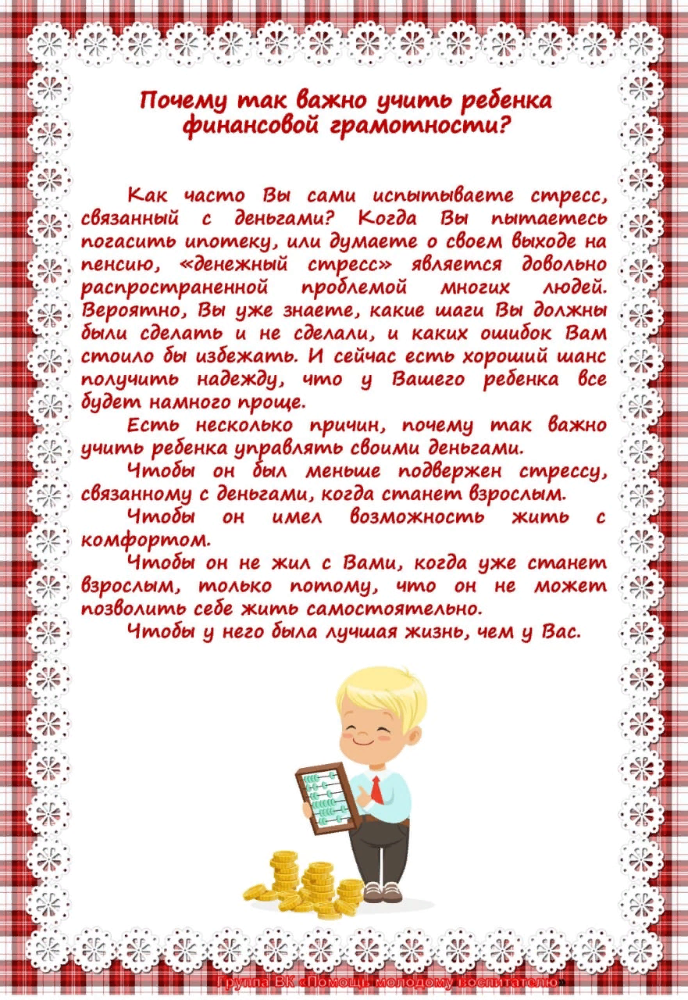 Почему так важно учить ребенка
финансовой грамотности?
Как часто Вы сами испытываете стресс,
связанный с деньгами? Когда Вы пытаетесь
погасить ипотеку, или думаете о своем выходе на
пенсию, «денежный стресс» является довольно
распространенной проблемой многих людей.
Вероятно, Вы уже знаете, какие шаги Вы должны
были сделать и не сделали, и каких ошибок Вам
стоило бы избежать. И сейчас есть хороший шанс
получить надежду, что у Вашего ребенка все
будет намного проще.
Есть несколько причин, почему так важно
учить ребенка управлять своими деньгами.
Чтобы он был меньше подвержен стрессу,
связанному с деньгами, когда станет взрослым.
Чтобы он имел возможность жить с
комфортом.
Чтобы он не жил с Вами, когда уже станет
взрослым, только потому, что он не может
позволить себе жить самостоятельно.
Чтобы у него была лучшая жизнь, чем у Вас.
Группа ВК «Помощь молодому воспитателю»